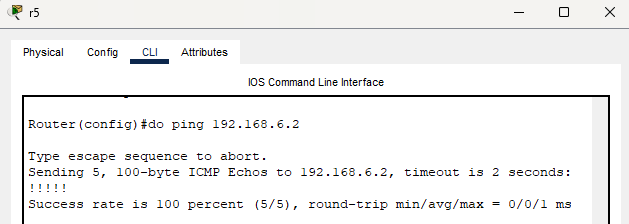 r5
Physical Config CLI Attributes
IOS Command Line Interface
Router(config)#do ping 192.168.6.2
Type escape sequence to abort.
Sending 5, 100-byte ICMP Echos to 192.168.6.2, timeout is 2 seconds:
!!!!!
Success rate is 100 percent (5/5), round-trip min/avg/max = 0/0/1 ms